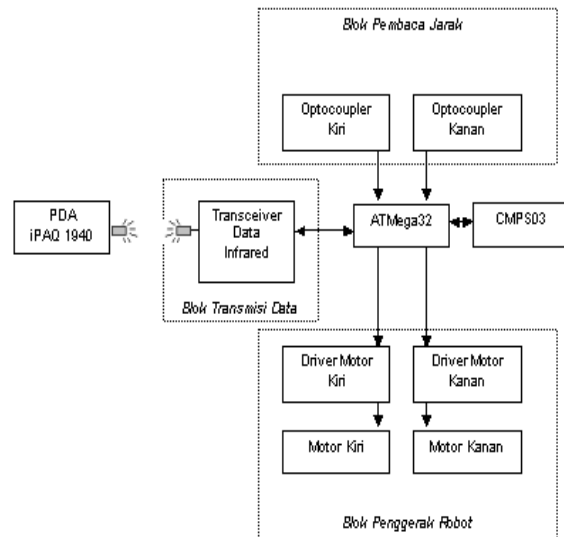 Blok Pembaca Jarak
Optocoupler
Kiri
Optocoupler
Kanan
PDA
iPAQ 1940
Transceiver
Data
Infrared
ATMega32
CMPS03
Blok Transmisi Data
Driver Motor
Kiri
Driver Motor
Kanan
Motor Kiri
Motor Kanan
Blok Penggerak Robot